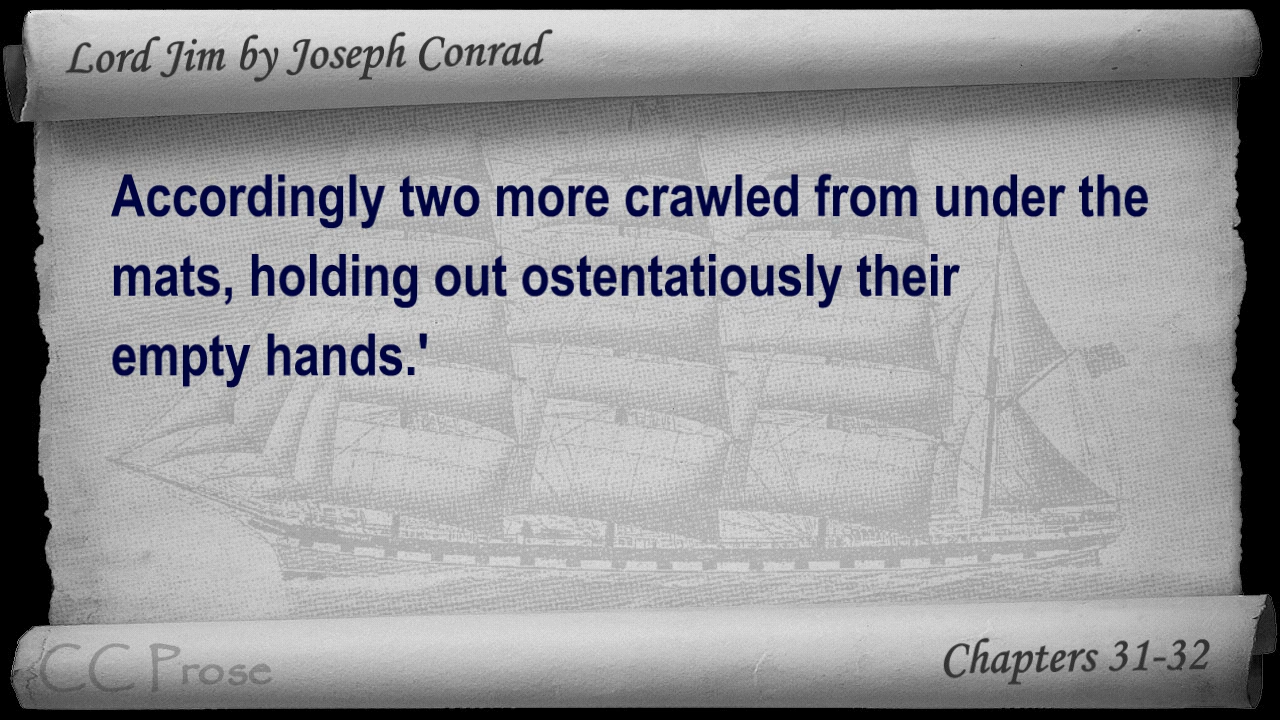 Lord Jim by Joseph Conrad
Accordingly two more crawled from under the
mats, holding out ostentatiously their
empty hands.'
CC Prose
Chapters 31-32